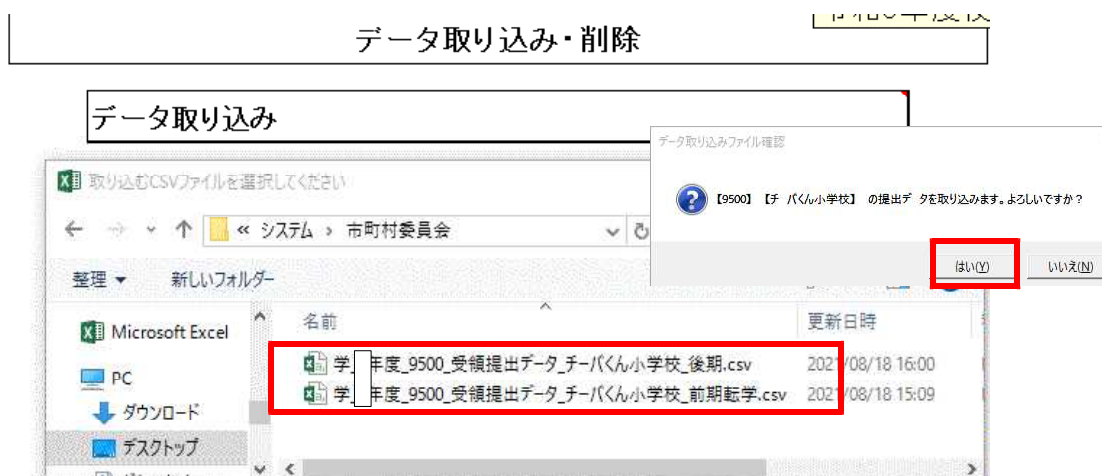 データ取り込み・削除
データ取り込み
データ取り込みファイル確認
【9500】【チ バくん小学校】 の提出デ タを取り込みます。よろしいですか?
はい(Y)
いいえ(N)
取り込むCSVファイルを選択してください
« システム › 市町村委員会
整理
新しいフォルダー
名前
更新日時
Microsoft Excel
学_ 年度_9500_受領提出データ_チーバくん小学校_後期.csv
2021/08/18 16:00
PC
学_ 年度_9500_受領提出データ_チーバくん小学校_前期転学.csv
2021/08/18 15:09
ダウンロード
デスクトップ